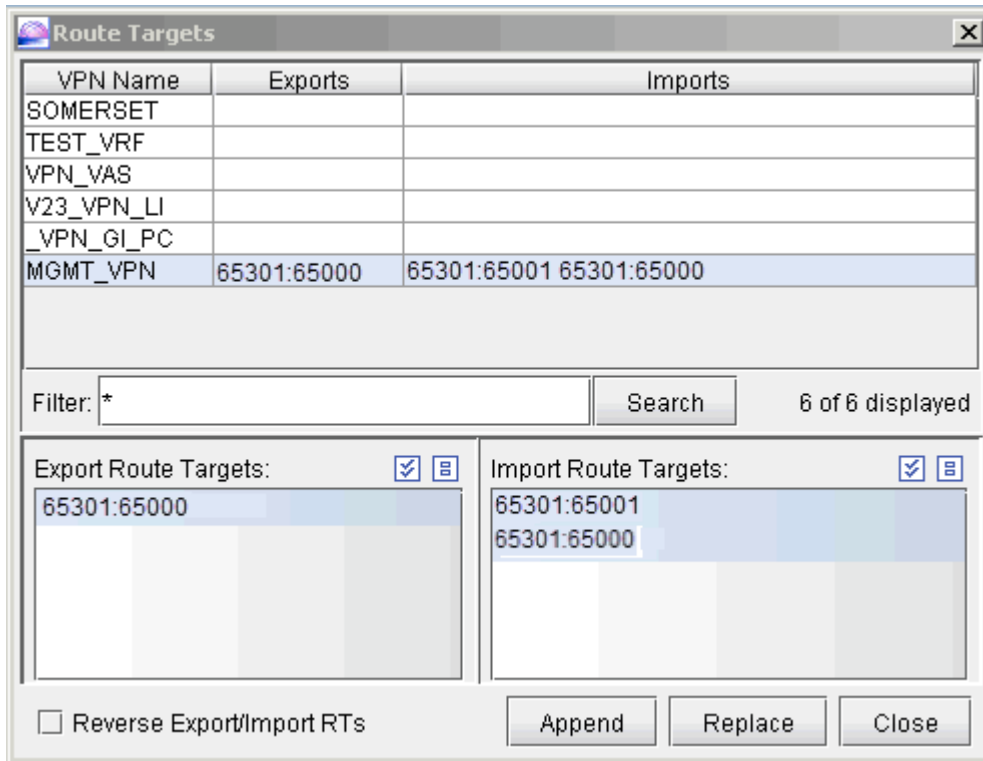 Route Targets
VPN Name Exports Imports
SOMERSET
TEST_VRF
VPN_VAS
V23_VPN_LI
_VPN_GI_PC
MGMT_VPN 65301:65000 65301:65001 65301:65000
Filter: * Search 6 of 6 displayed
Export Route Targets:
65301:65000
Import Route Targets:
65301:65001
65301:65000
Reverse Export/Import RTs Append Replace Close